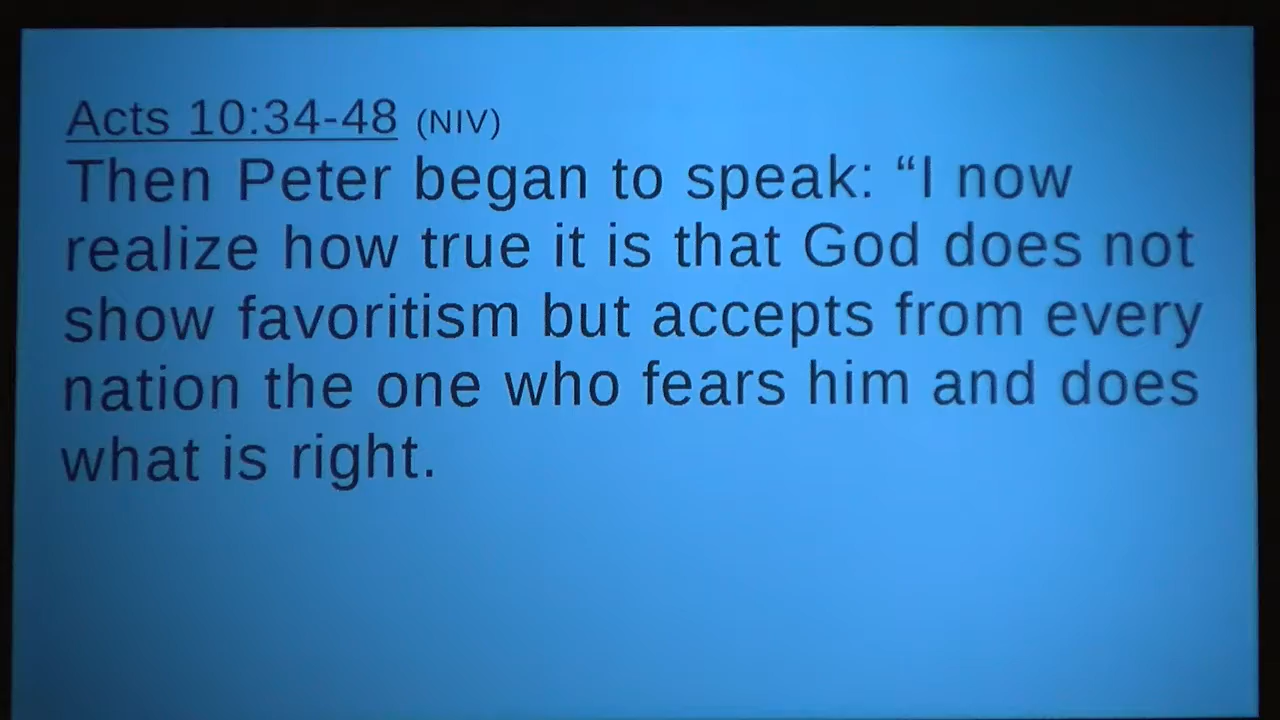 Acts 10:34-48 (NIV)
Then Peter began to speak: “I now
realize how true it is that God does not
show favoritism but accepts from every
nation the one who fears him and does
what is right.